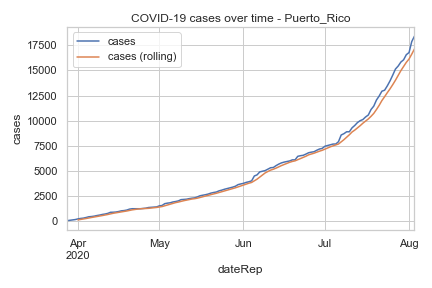 COVID-19 cases over time - Puerto_Rico
cases
cases (rolling)
17500
15000
12500
10000
7500
5000
2500
0
cases
Apr
2020
May
Jun
Jul
Aug
dateRep